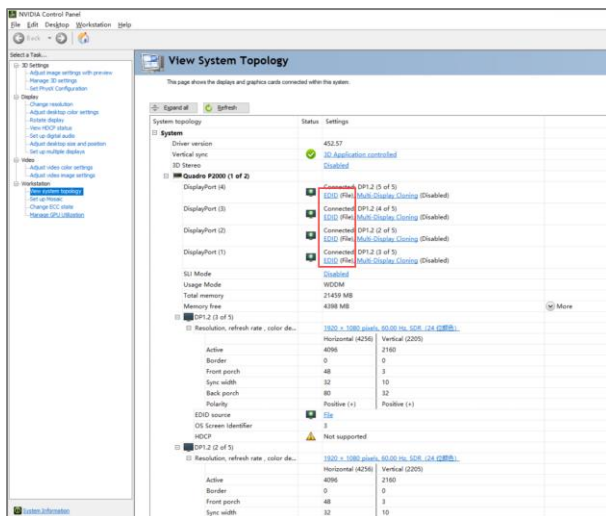 NVIDIA Control Panel
File Edit Desktop Workstation Help
Back
Select a Task...
3D Settings
Adjust image settings with preview
Manage 3D settings
Set PhysX Configuration
Display
Change resolution
Adjust desktop color settings
Rotate display
View HDCP status
Set up digital audio
Adjust desktop size and position
Set up multiple displays
Video
Adjust video color settings
Adjust video image settings
Workstation
View system topology
Set up Mosaic
Change ECC state
Manage GPU Utilization
System Information
View System Topology
This page shows the displays and graphics cards connected within this system.
Expand all Refresh
System topology Status Settings
System
Driver version 452.57
Vertical sync 3D Application controlled
3D Stereo Disabled
Quadro P2000 (1 of 2)
DisplayPort (4) Connected, DP1.2 (5 of 5)
EDID (File), Multi-Display Cloning (Disabled)
DisplayPort (3) Connected, DP1.2 (4 of 5)
EDID (File), Multi-Display Cloning (Disabled)
DisplayPort (2) Connected, DP1.2 (2 of 5)
EDID (File), Multi-Display Cloning (Disabled)
DisplayPort (1) Connected, DP1.2 (3 of 5)
EDID (File), Multi-Display Cloning (Disabled)
SLI Mode Disabled
Usage Mode WDDM
Total memory 21459 MB
Memory free 4398 MB More
DP1.2 (3 of 5)
Resolution, refresh rate , color de... 1920 × 1080 pixels, 60.00 Hz, SDR (24 位颜色)
Horizontal (4256) Vertical (2205)
Active 4096 2160
Border 0 0
Front porch 48 3
Sync width 32 10
Back porch 80 32
Polarity Positive (+) Positive (+)
EDID source File
OS Screen Identifier 3
HDCP Not supported
DP1.2 (2 of 5)
Resolution, refresh rate , color de... 1920 × 1080 pixels, 60.00 Hz, SDR (24 位颜色)
Horizontal (4256) Vertical (2205)
Active 4096 2160
Border 0 0
Front porch 48 3
Sync width 32 10